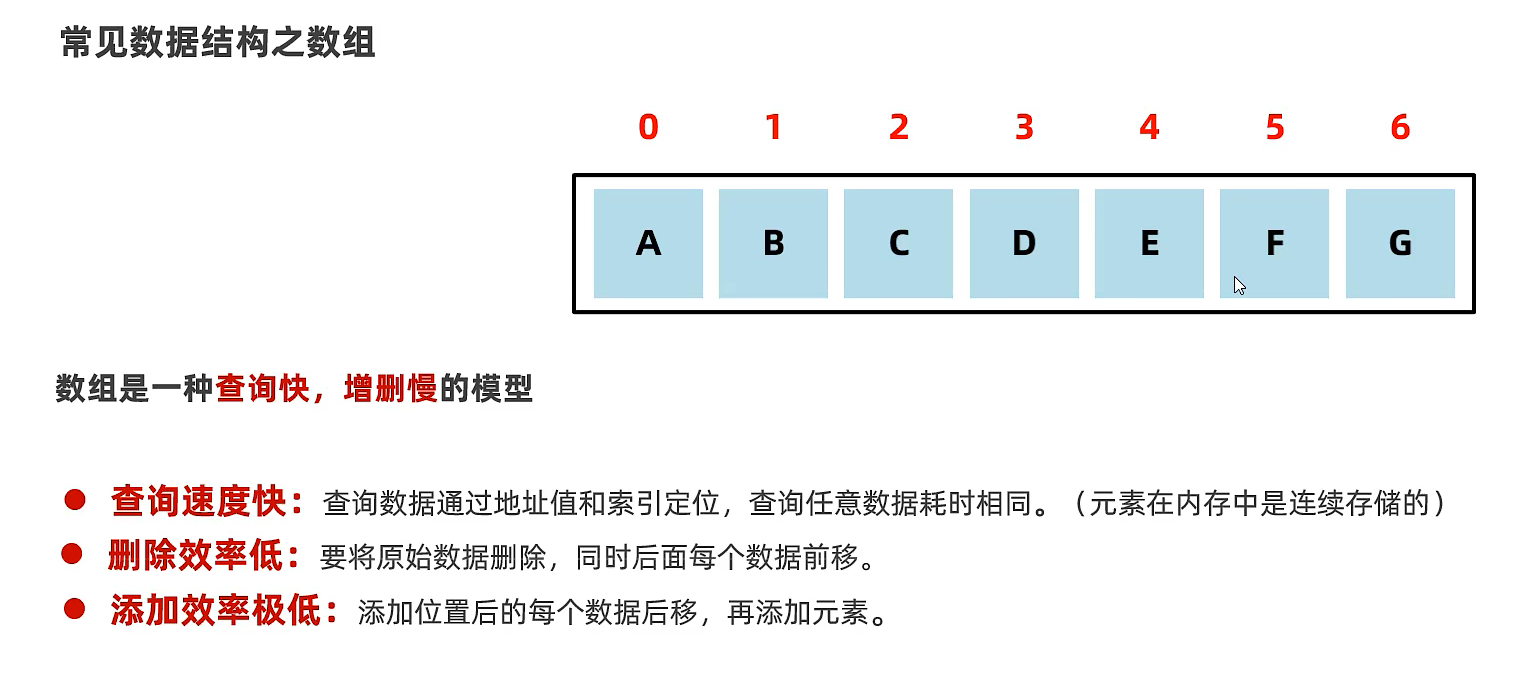 常见数据结构之数组
0 1 2 3 4 5 6
A B C D E F G
数组是一种查询快，增删慢的模型
● 查询速度快：查询数据通过地址值和索引定位，查询任意数据耗时相同。（元素在内存中是连续存储的）
● 删除效率低：要将原始数据删除，同时后面每个数据前移。
● 添加效率极低：添加位置后的每个数据后移，再添加元素。